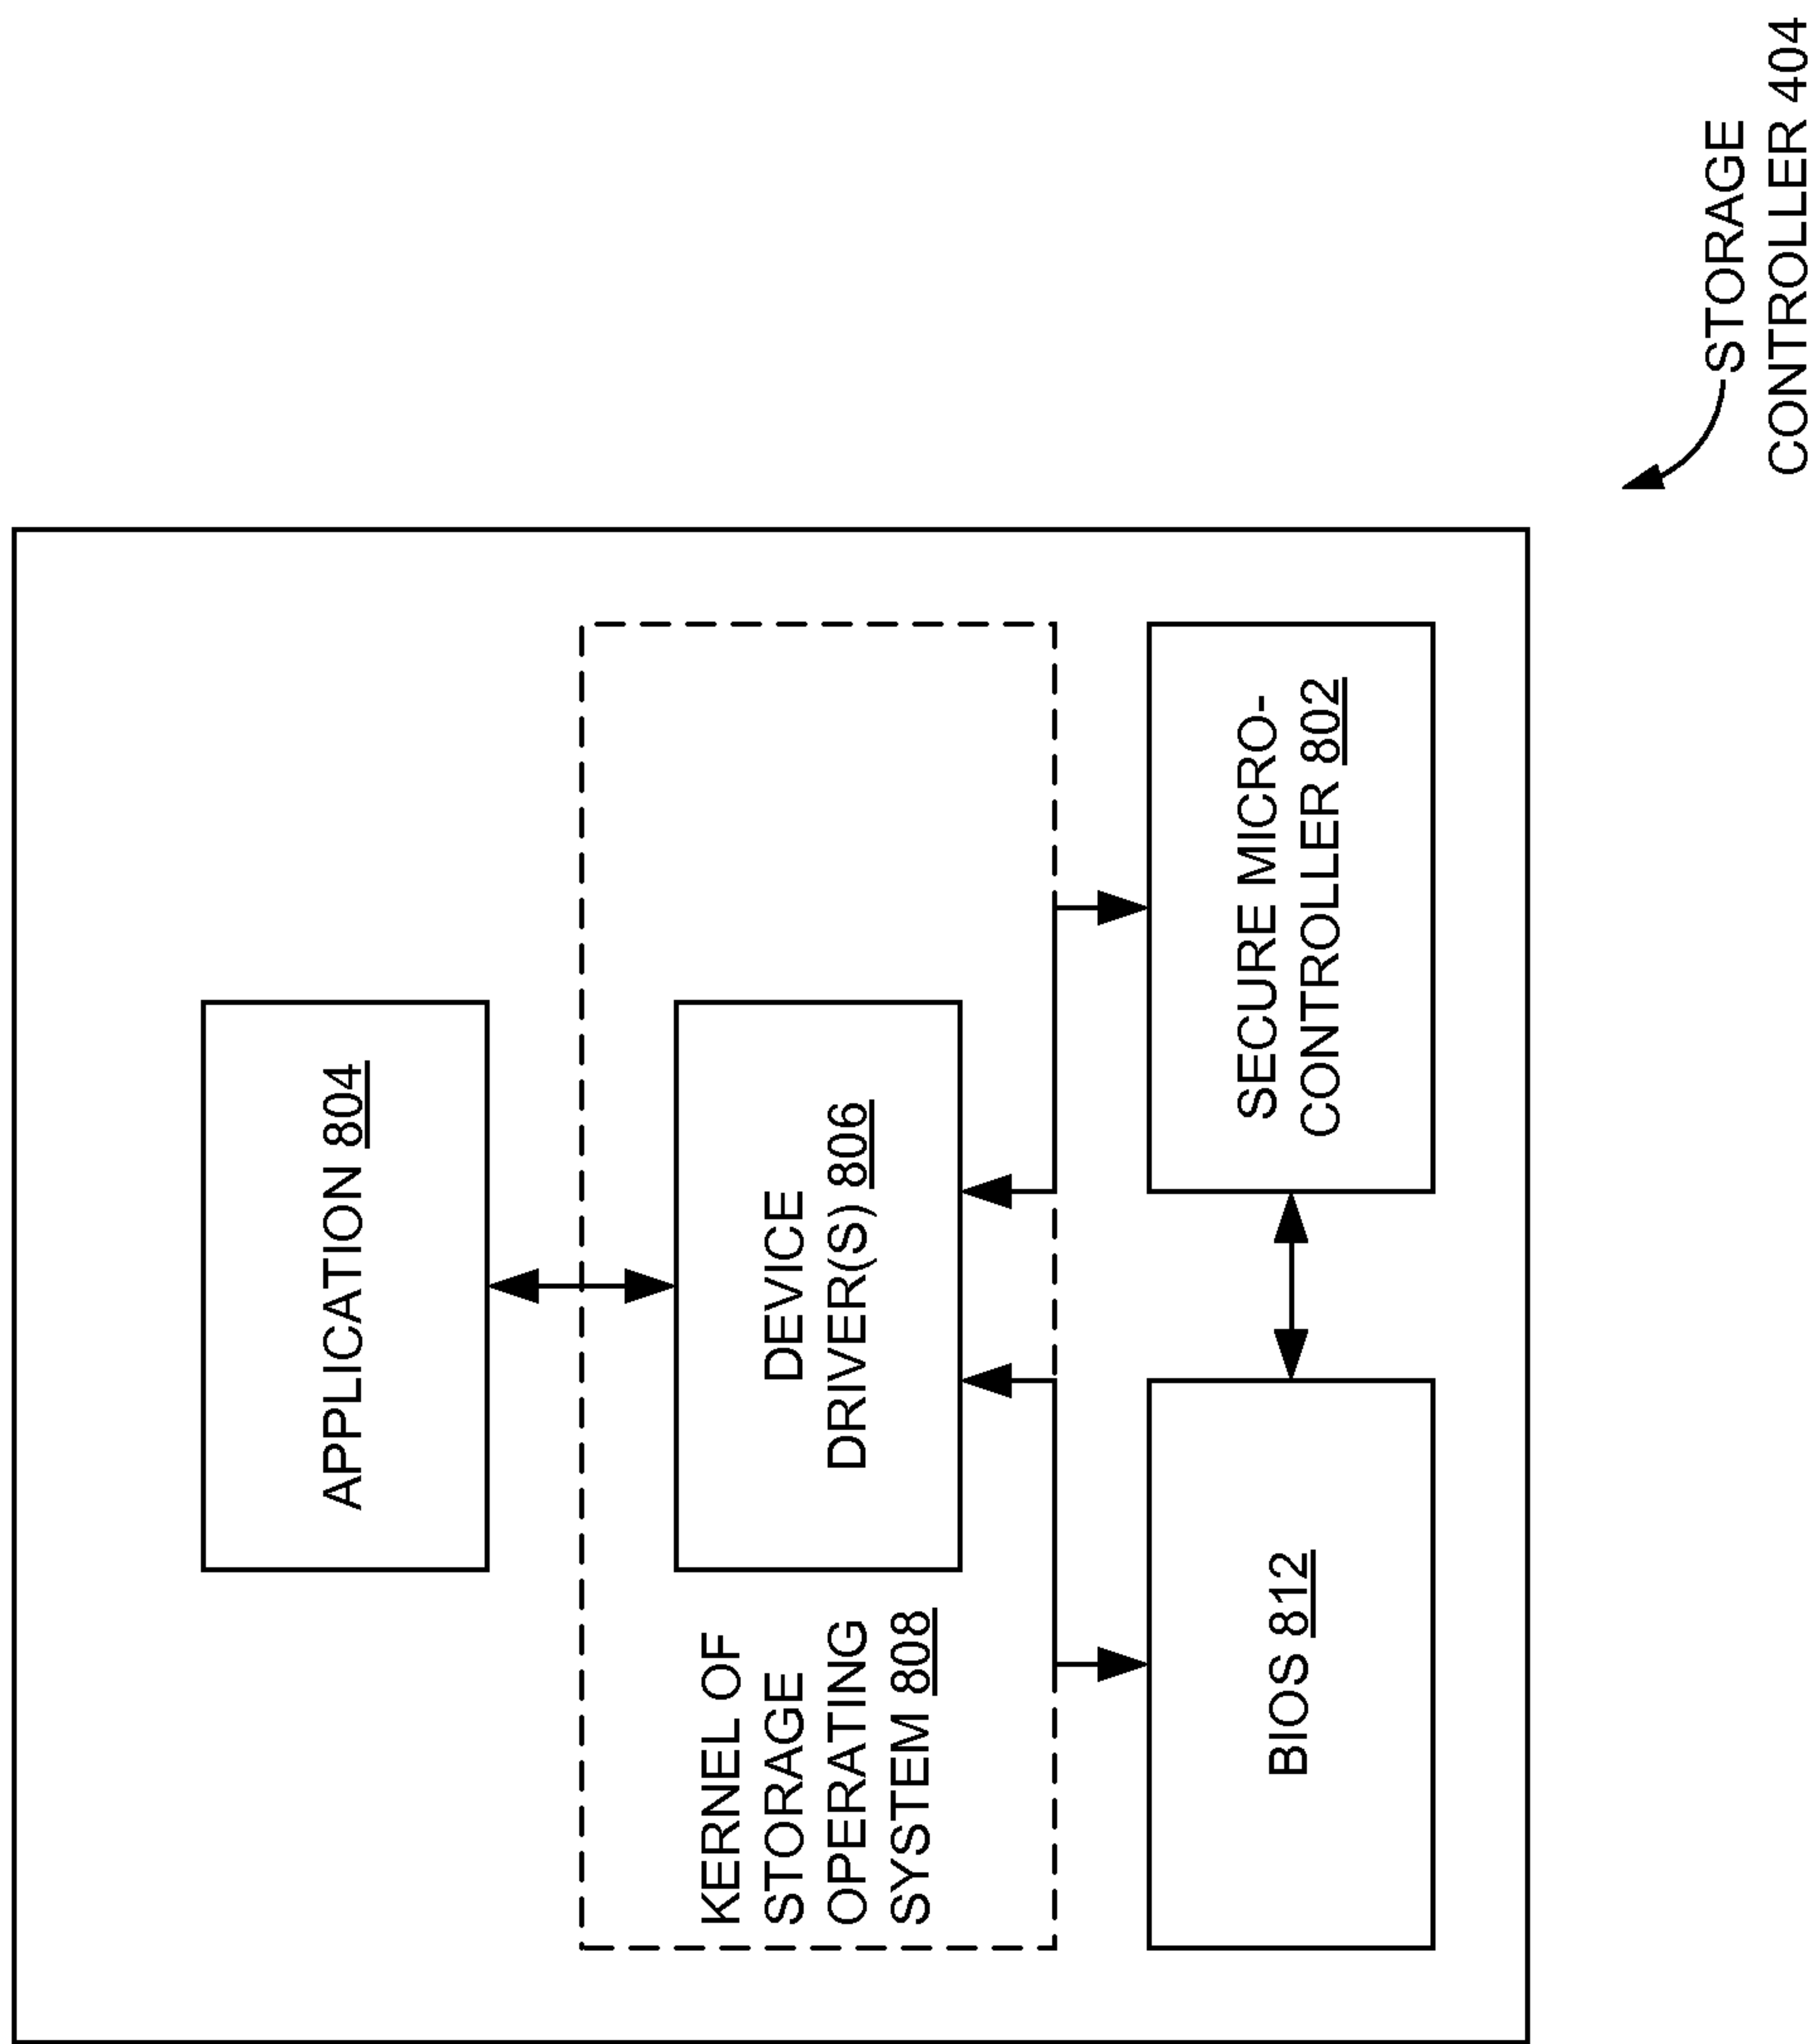 APPLICATION 804
KERNEL OF
STORAGE
OPERATING
SYSTEM 808
DEVICE
DRIVER(S) 806
BIOS 812
SECURE MICRO-
CONTROLLER 802
STORAGE
CONTROLLER 404